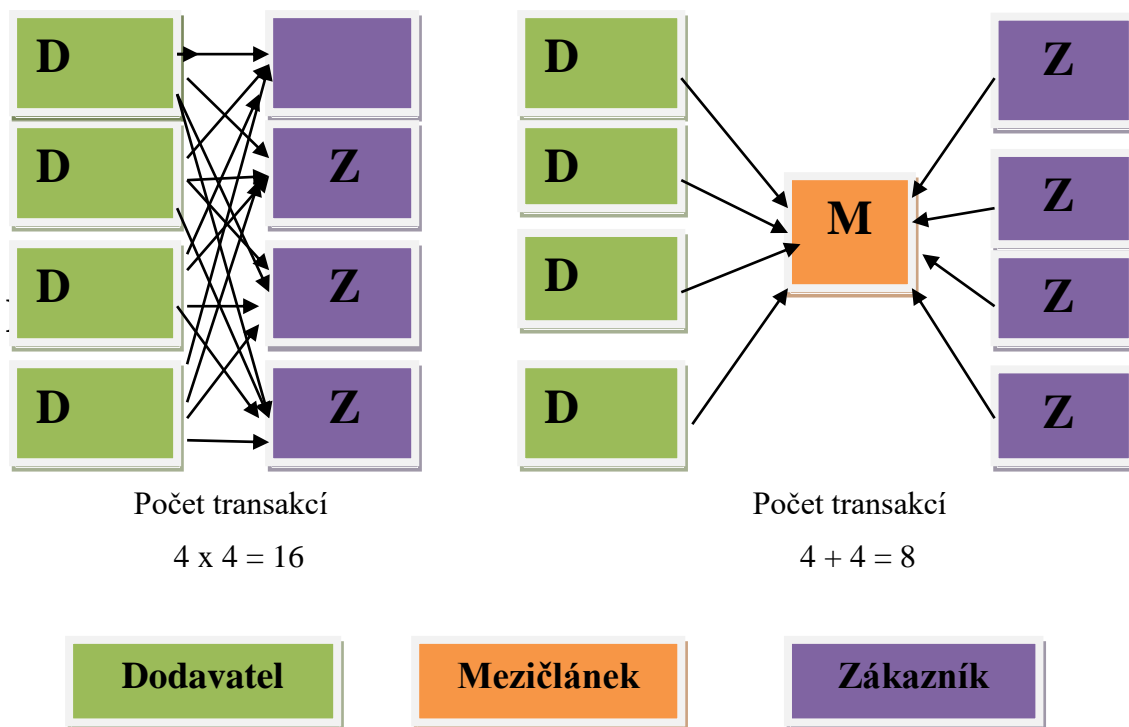 D
D
D
D
Z
Z
Z
Počet transakcí
4 x 4 = 16
D
D
D
D
M
Z
Z
Z
Z
Počet transakcí
4 + 4 = 8
Dodavatel
Mezičlánek
Zákazník